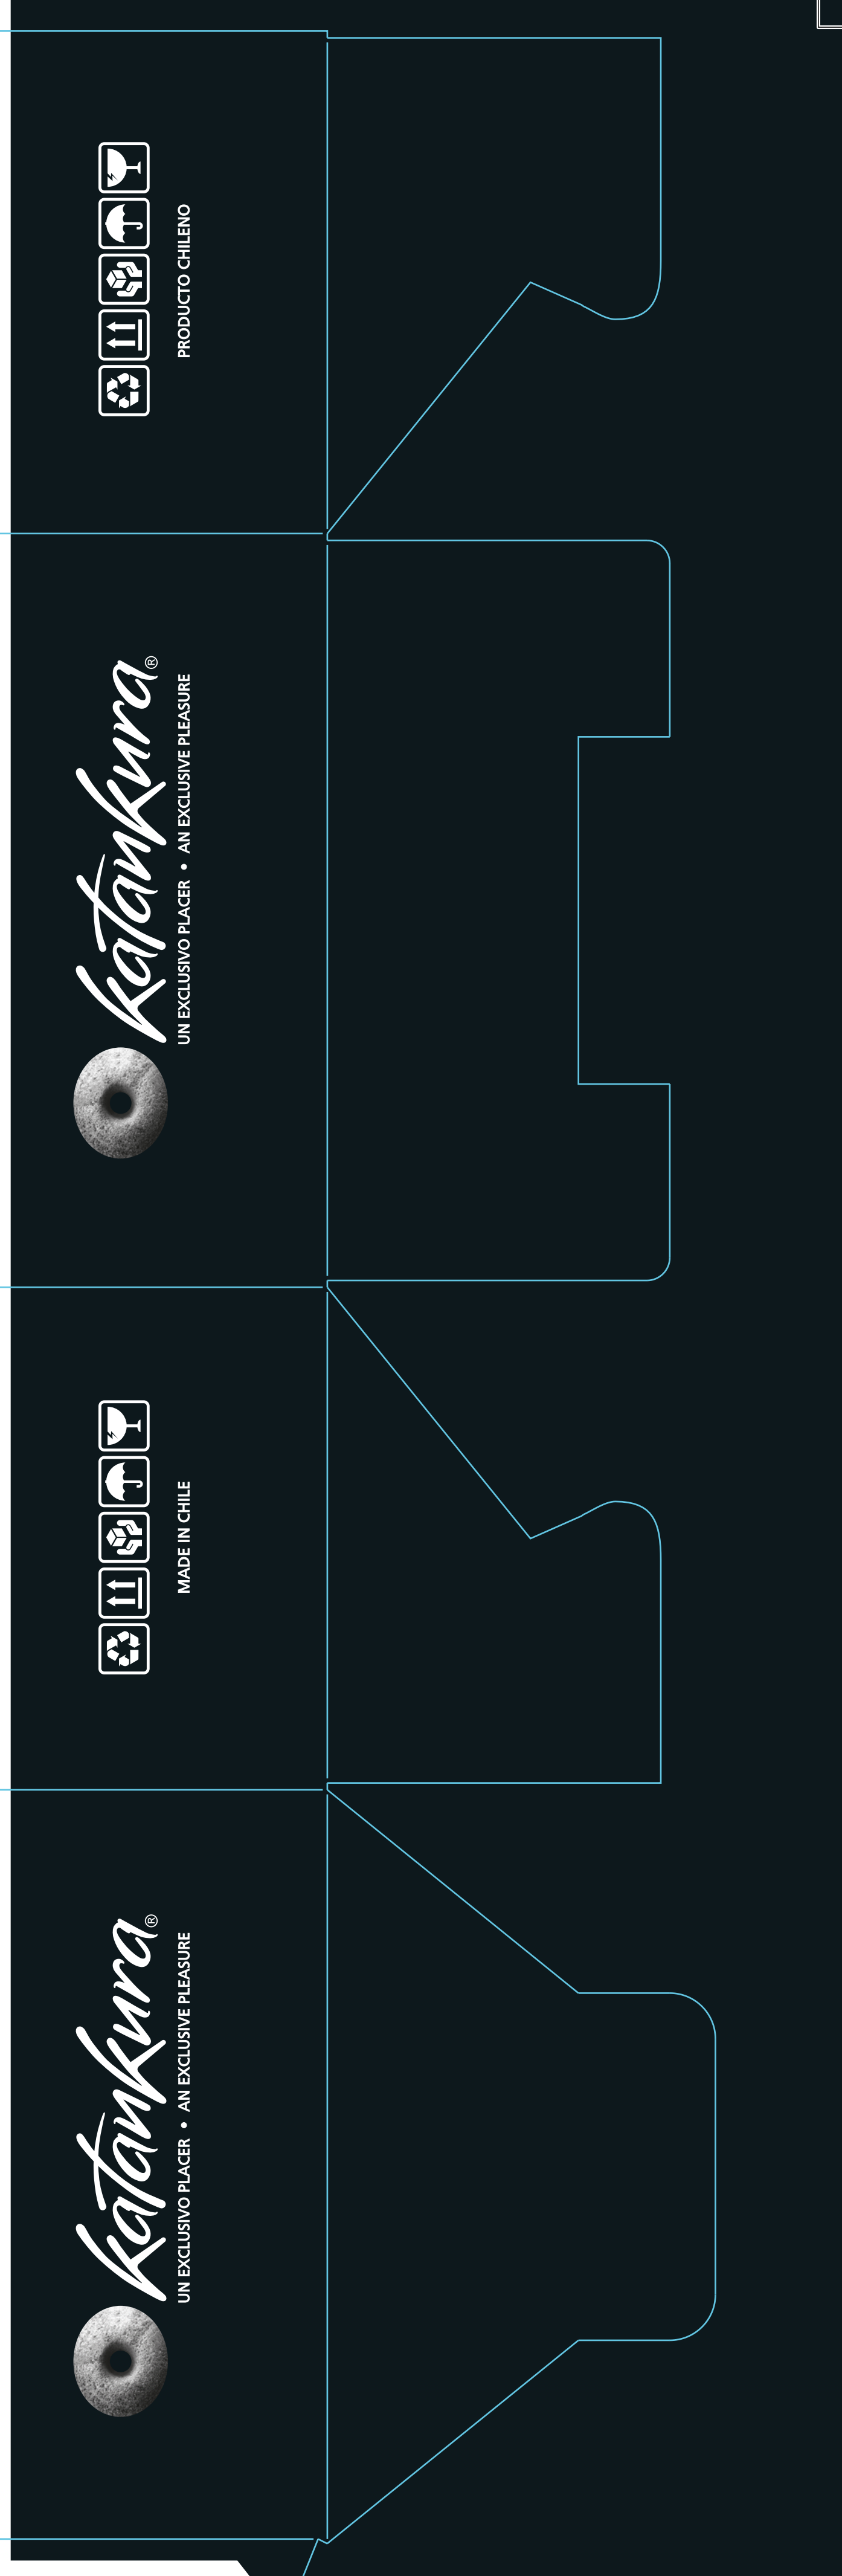 PRODUCTO CHILENO
katankura®
UN EXCLUSIVO PLACER • AN EXCLUSIVE PLEASURE
MADE IN CHILE
katankura®
UN EXCLUSIVO PLACER • AN EXCLUSIVE PLEASURE